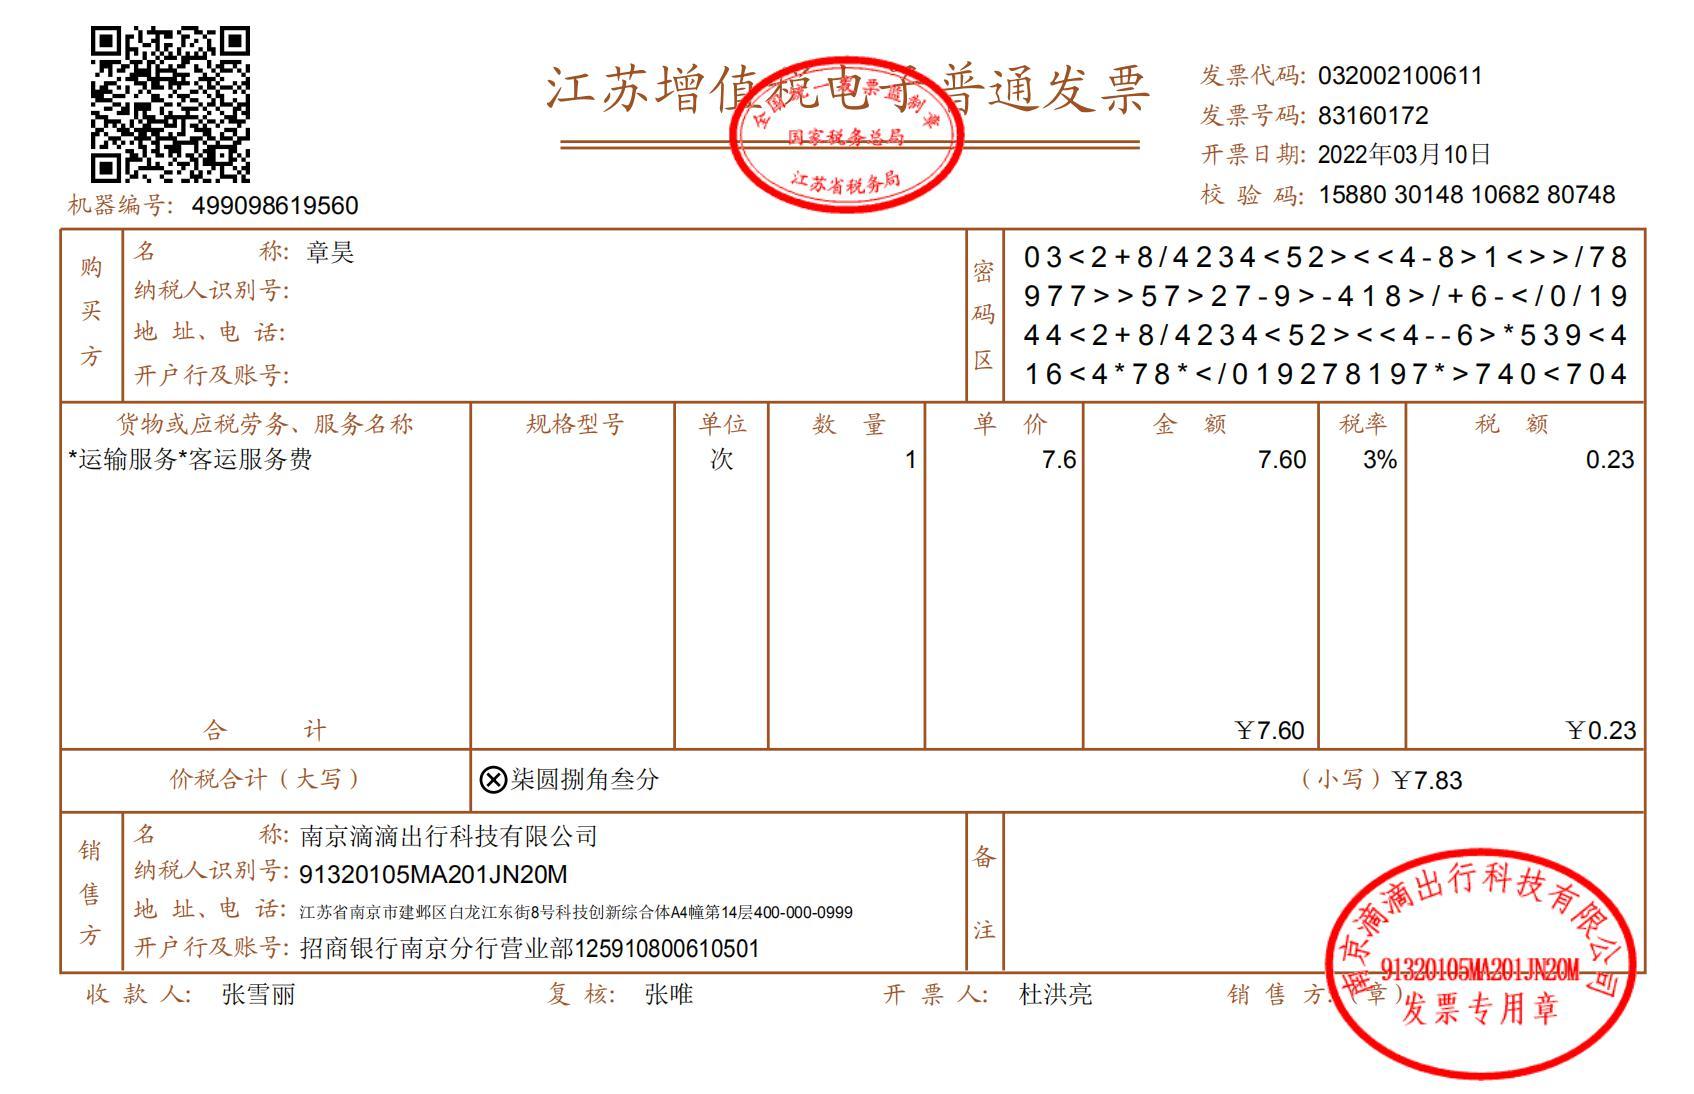 江苏增值税电子普通发票
全国统一发票监制章
国家税务总局
江苏省税务局
发票代码: 032002100611
发票号码: 83160172
开票日期: 2022年03月10日
校 验 码: 15880 30148 10682 80748
机器编号: 499098619560
购买方
名 称: 章昊
纳税人识别号:
地 址、电 话:
开户行及账号:
密码区
03<2+8/4234<52><<4-8>1<>>/78
977>>57>27-9>-418>/+6-</0/19
44<2+8/4234<52><<4--6>*539<4
16<4*78*</019278197*>740<704
货物或应税劳务、服务名称 规格型号 单位 数 量 单 价 金 额 税率 税 额
*运输服务*客运服务费 次 1 7.6 7.60 3% 0.23
合 计 ￥7.60 ￥0.23
价税合计（大写） ⊗柒圆捌角叁分 （小写）￥7.83
销售方
名 称: 南京滴滴出行科技有限公司
纳税人识别号: 91320105MA201JN20M
地 址、电 话: 江苏省南京市建邺区白龙江东街8号科技创新综合体A4幢第14层400-000-0999
开户行及账号: 招商银行南京分行营业部125910800610501
备注
收 款 人: 张雪丽 复 核: 张唯 开 票 人: 杜洪亮 销 售 方:（章）
南京滴滴出行科技有限公司
91320105MA201JN20M
发票专用章